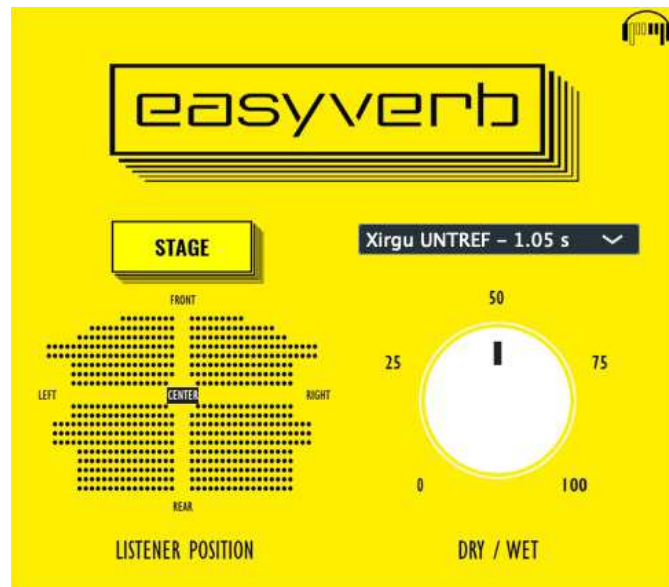 easyverb
STAGE
Xirgu UNTREF – 1.05 s
FRONT
50
25
75
LEFT
CENTER
RIGHT
0
100
REAR
LISTENER POSITION
DRY / WET